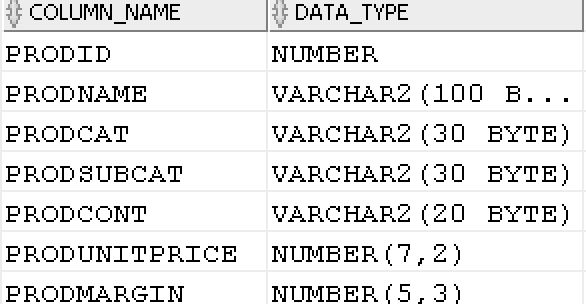 COLUMN_NAME DATA_TYPE
PRODID NUMBER
PRODNAME VARCHAR2(100 B...
PRODCAT VARCHAR2(30 BYTE)
PRODSUBCAT VARCHAR2(30 BYTE)
PRODCONT VARCHAR2(20 BYTE)
PRODUNITPRICE NUMBER(7,2)
PRODMARGIN NUMBER(5,3)